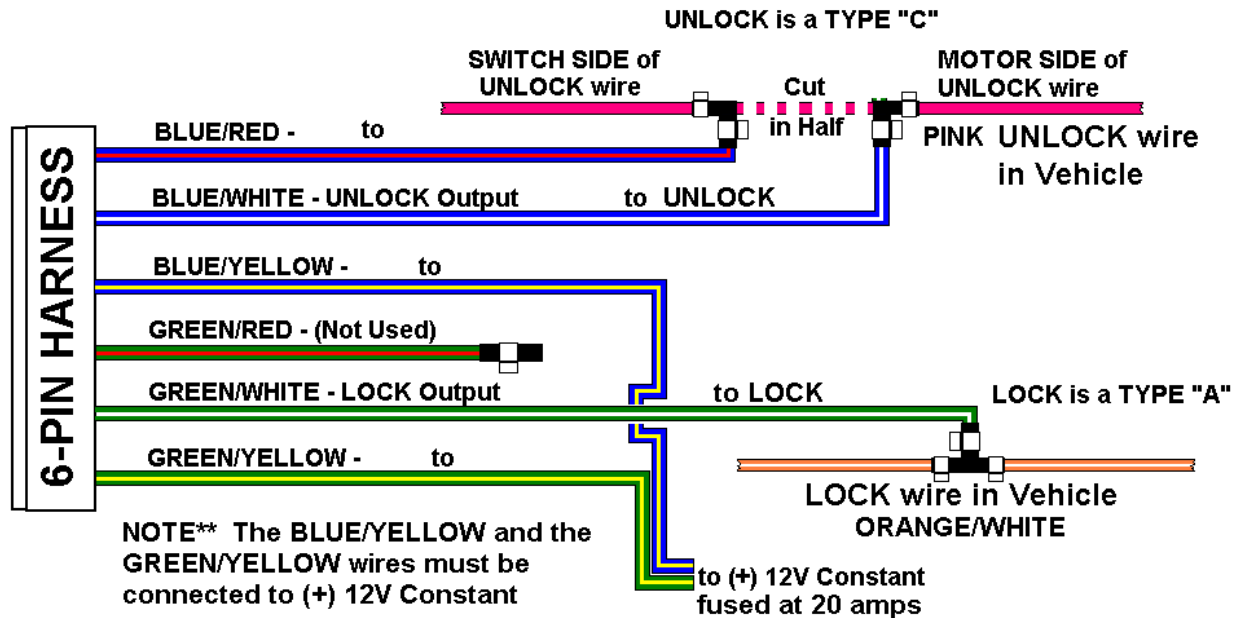 UNLOCK is a TYPE "C"
SWITCH SIDE of
UNLOCK wire
Cut
in Half
MOTOR SIDE of
UNLOCK wire
PINK UNLOCK wire
in Vehicle
6-PIN HARNESS
BLUE/RED - to
BLUE/WHITE - UNLOCK Output to UNLOCK
BLUE/YELLOW - to
GREEN/RED - (Not Used)
GREEN/WHITE - LOCK Output to LOCK
LOCK is a TYPE "A"
GREEN/YELLOW - to
LOCK wire in Vehicle
ORANGE/WHITE
NOTE** The BLUE/YELLOW and the
GREEN/YELLOW wires must be
connected to (+) 12V Constant
to (+) 12V Constant
fused at 20 amps